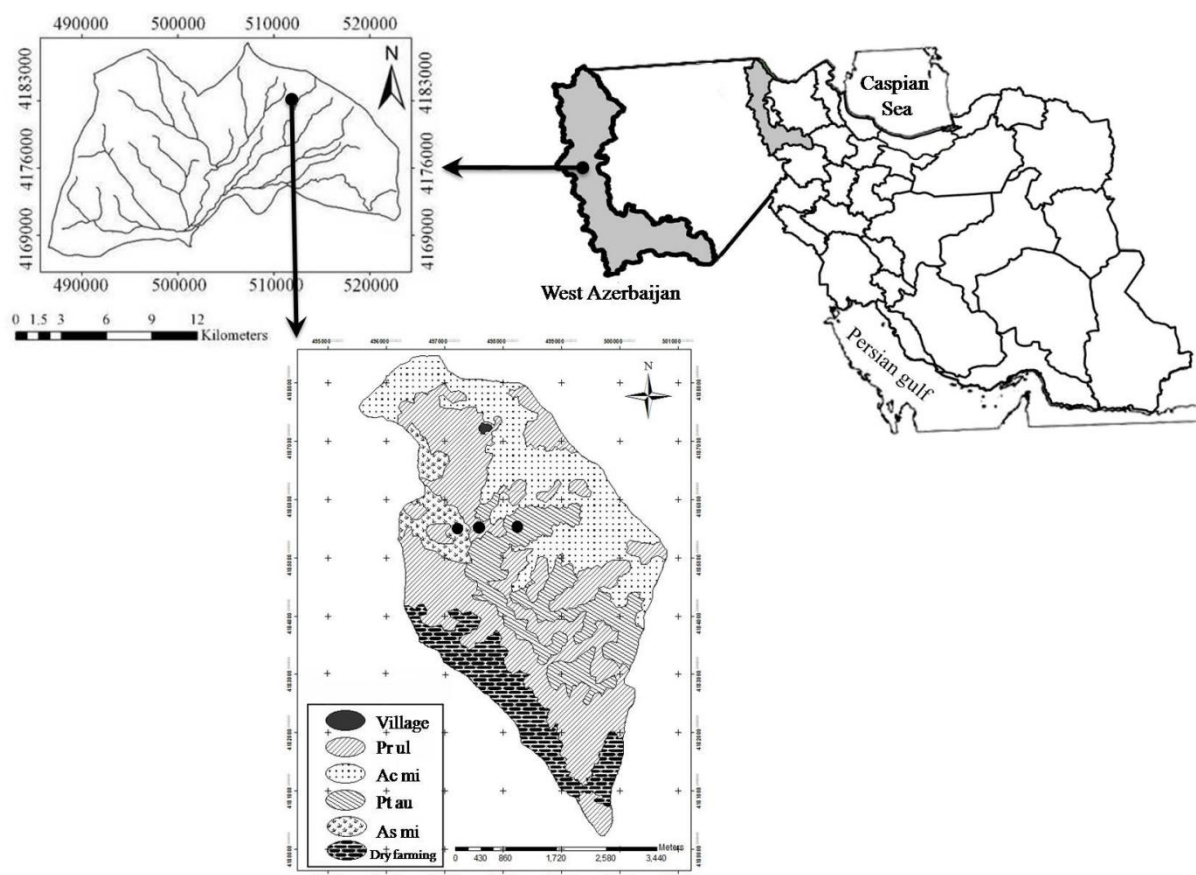 490000 500000 510000 520000
N
4183000 4183000
4176000 4176000
4169000 4169000
490000 500000 510000 520000
0 1.5 3 6 9 12
Kilometers
West Azerbaijan
Caspian
Sea
Persian gulf
N
Village
Pr ul
Ac mi
Pt au
As mi
Dry farming
Meters
0 430 860 1,720 2,580 3,440